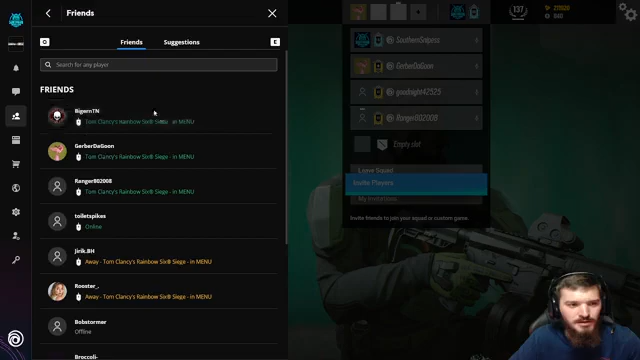 Friends
Friends
Suggestions
E
Search for any player
FRIENDS
BigernTN
Tom Clancy's Rainbow Six® Siege - in MENU
GerberDaGoon
Tom Clancy's Rainbow Six® Siege - in MENU
Ranger802008
Tom Clancy's Rainbow Six® Siege - in MENU
toiletspikes
Online
Jirik.BH
Away - Tom Clancy's Rainbow Six® Siege - in MENU
Rooster_.
Away - Tom Clancy's Rainbow Six® Siege - in MENU
Bobstormer
Offline
Broccoli-
137
SouthernSnipess
GerberDaGoon
goodnight42525
Ranger802008
Empty slot
Leave Squad
Invite Players
My Invitations
Invite friends to join your squad or custom game.